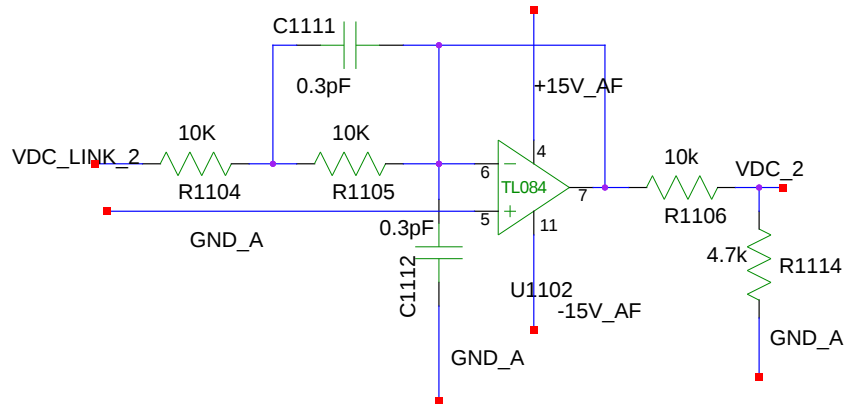 C1111
0.3pF
+15V_AF
10K
10K
10k
VDC_LINK_2
VDC_2
R1104
R1105
R1106
6
4
TL084
7
5
11
GND_A
0.3pF
C1112
4.7k
R1114
U1102
-15V_AF
GND_A
GND_A